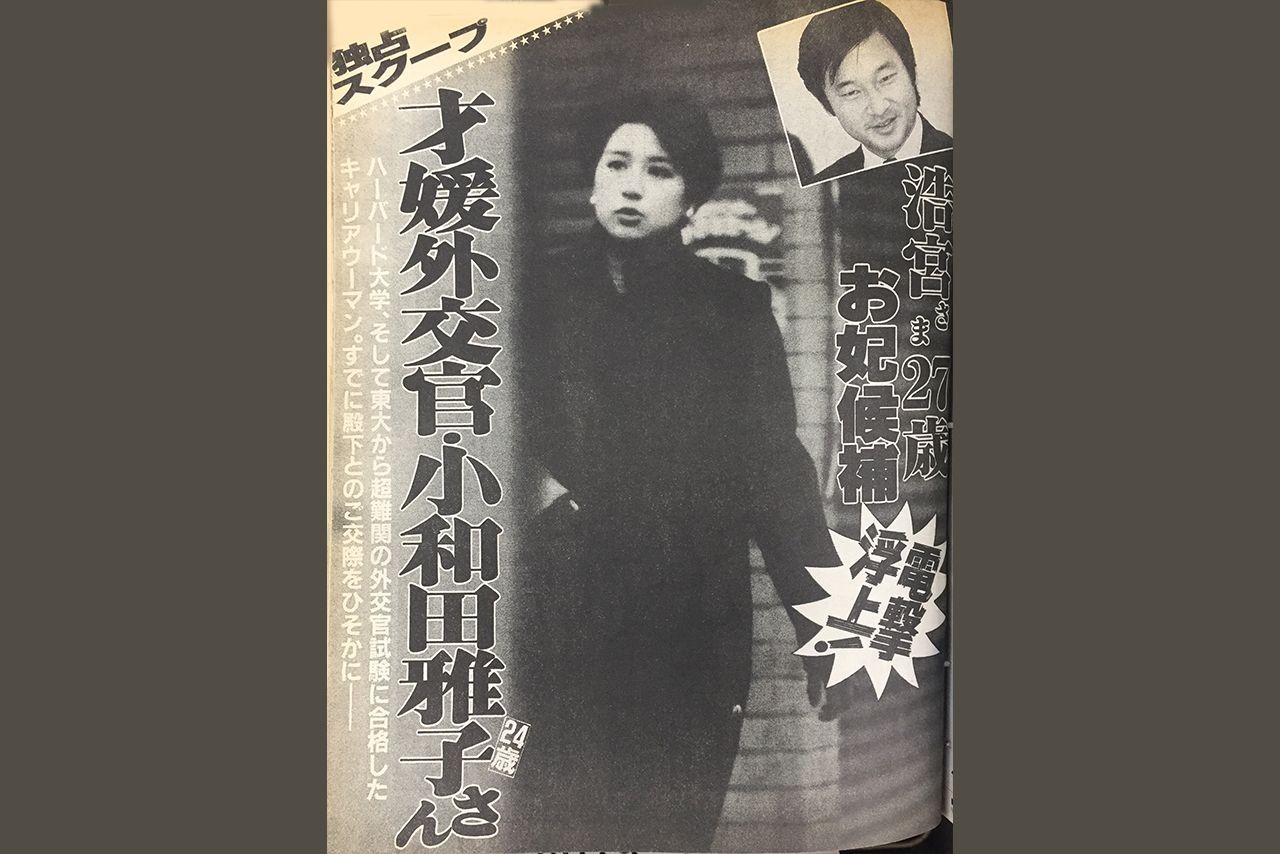 独占
スクープ
浩宮さま27歳
お妃候補
電撃
浮上!
才媛外交官・小和田雅子さん
24歳
ハーバード大学、そして東大から超難関の外交官試験に合格した
キャリアウーマン。すでに殿下とのご交際をひそかに――